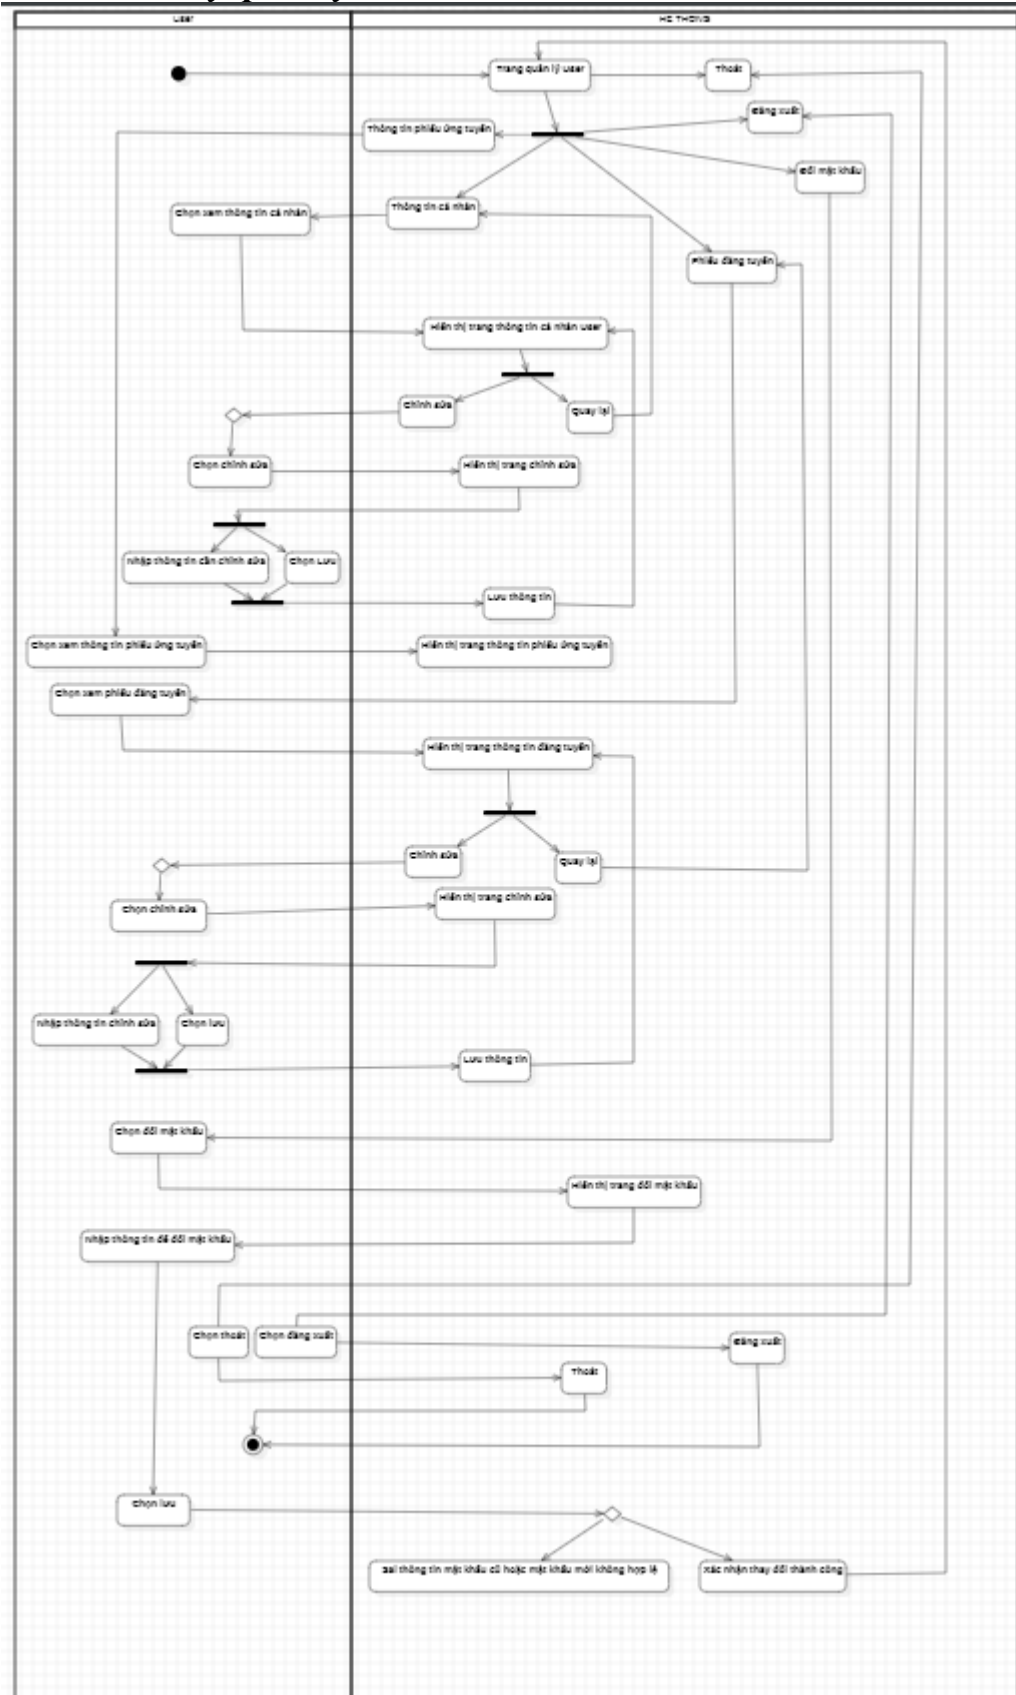 User
HỆ THỐNG
Trang quản lý user
Thoát
Đăng xuất
Thông tin phiếu ứng tuyển
Đổi mật khẩu
Chọn xem thông tin cá nhân
Thông tin cá nhân
Phiếu đăng tuyển
Hiển thị trang thông tin cá nhân user
Chỉnh sửa
Quay lại
Chọn chỉnh sửa
Hiển thị trang chỉnh sửa
Nhập thông tin cần chỉnh sửa
Chọn Lưu
Lưu thông tin
Chọn xem thông tin phiếu ứng tuyển
Hiển thị trang thông tin phiếu ứng tuyển
Chọn xem phiếu đăng tuyển
Hiển thị trang thông tin đăng tuyển
Chỉnh sửa
Quay lại
Chọn chỉnh sửa
Hiển thị trang chỉnh sửa
Nhập thông tin chỉnh sửa
Chọn lưu
Lưu thông tin
Chọn đổi mật khẩu
Hiển thị trang đổi mật khẩu
Nhập thông tin để đổi mật khẩu
Chọn thoát
Chọn đăng xuất
Đăng xuất
Thoát
Chọn lưu
Sai thông tin mật khẩu cũ hoặc mật khẩu mới không hợp lệ
Xác nhận thay đổi thành công